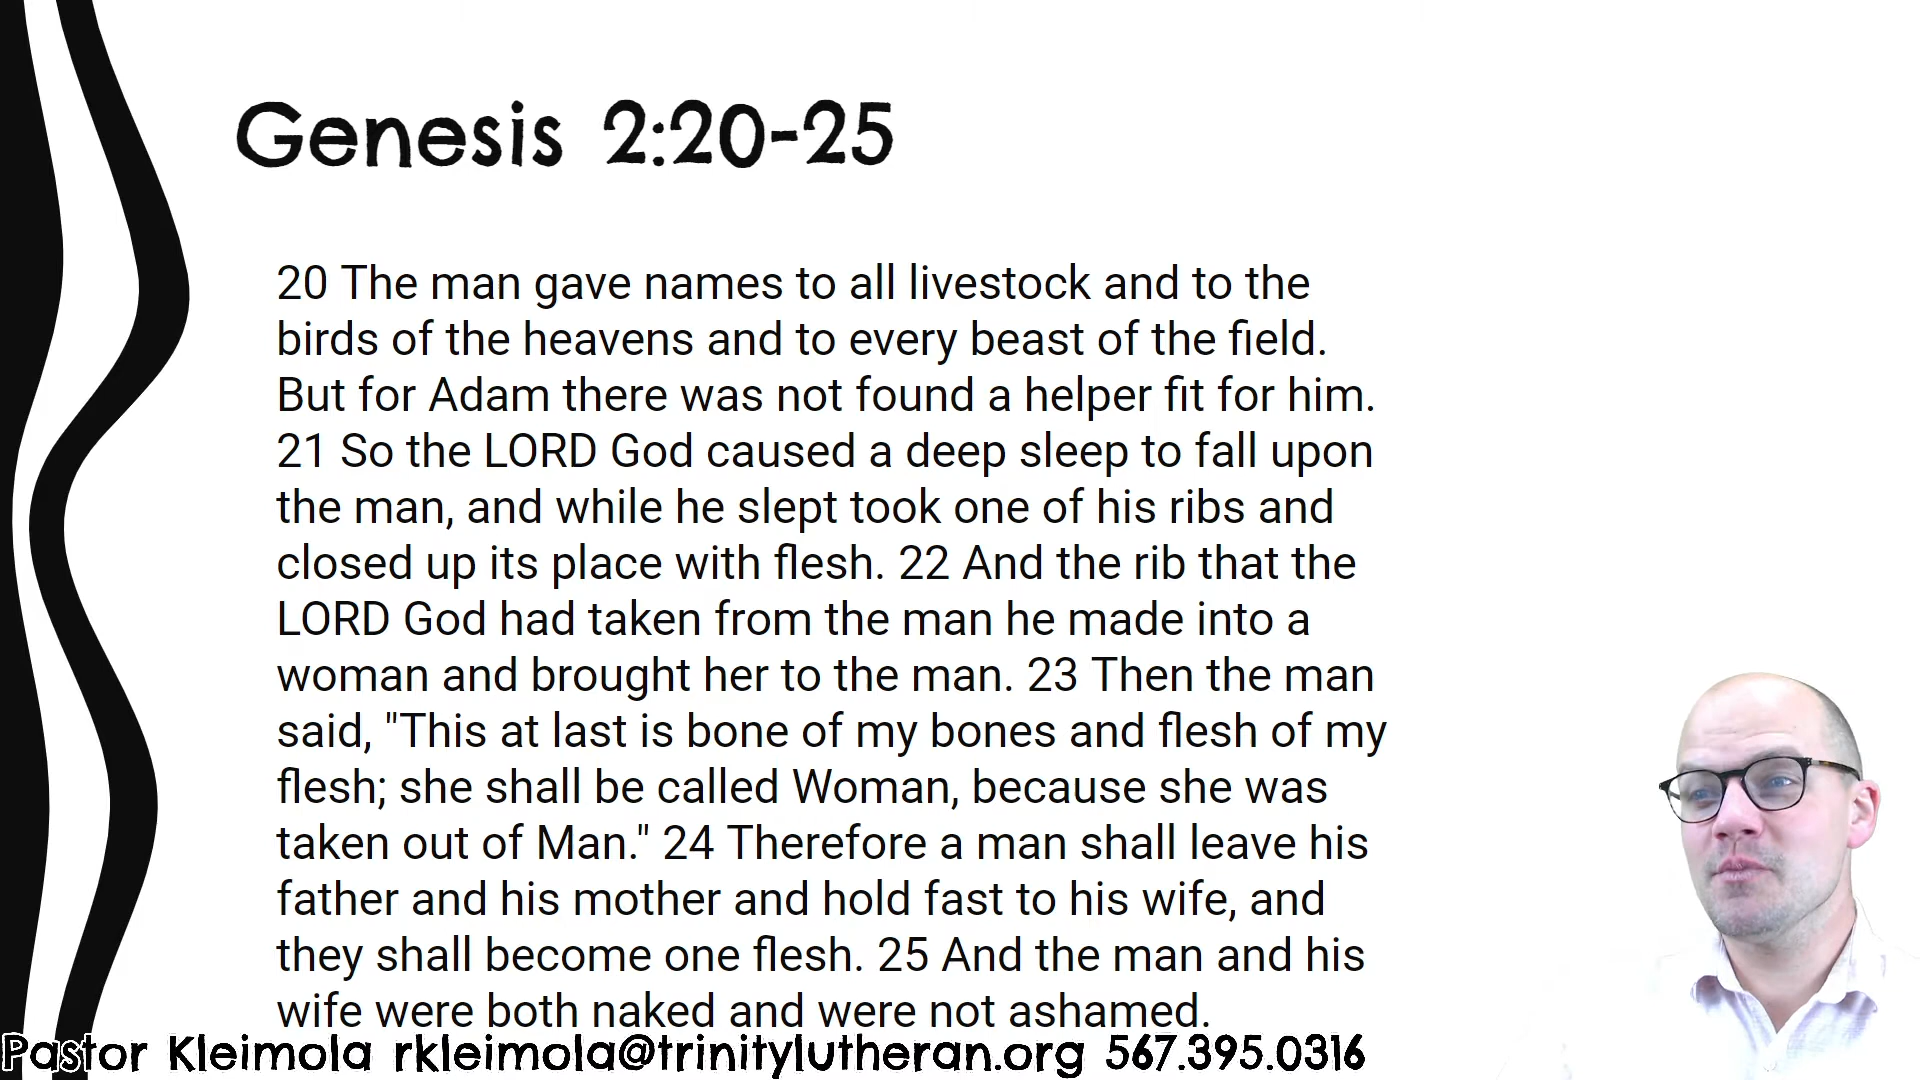 Genesis 2:20-25
20 The man gave names to all livestock and to the
birds of the heavens and to every beast of the field.
But for Adam there was not found a helper fit for him.
21 So the LORD God caused a deep sleep to fall upon
the man, and while he slept took one of his ribs and
closed up its place with flesh. 22 And the rib that the
LORD God had taken from the man he made into a
woman and brought her to the man. 23 Then the man
said, "This at last is bone of my bones and flesh of my
flesh; she shall be called Woman, because she was
taken out of Man." 24 Therefore a man shall leave his
father and his mother and hold fast to his wife, and
they shall become one flesh. 25 And the man and his
wife were both naked and were not ashamed.
Pastor Kleimola rkleimola@trinitylutheran.org 567.395.0316